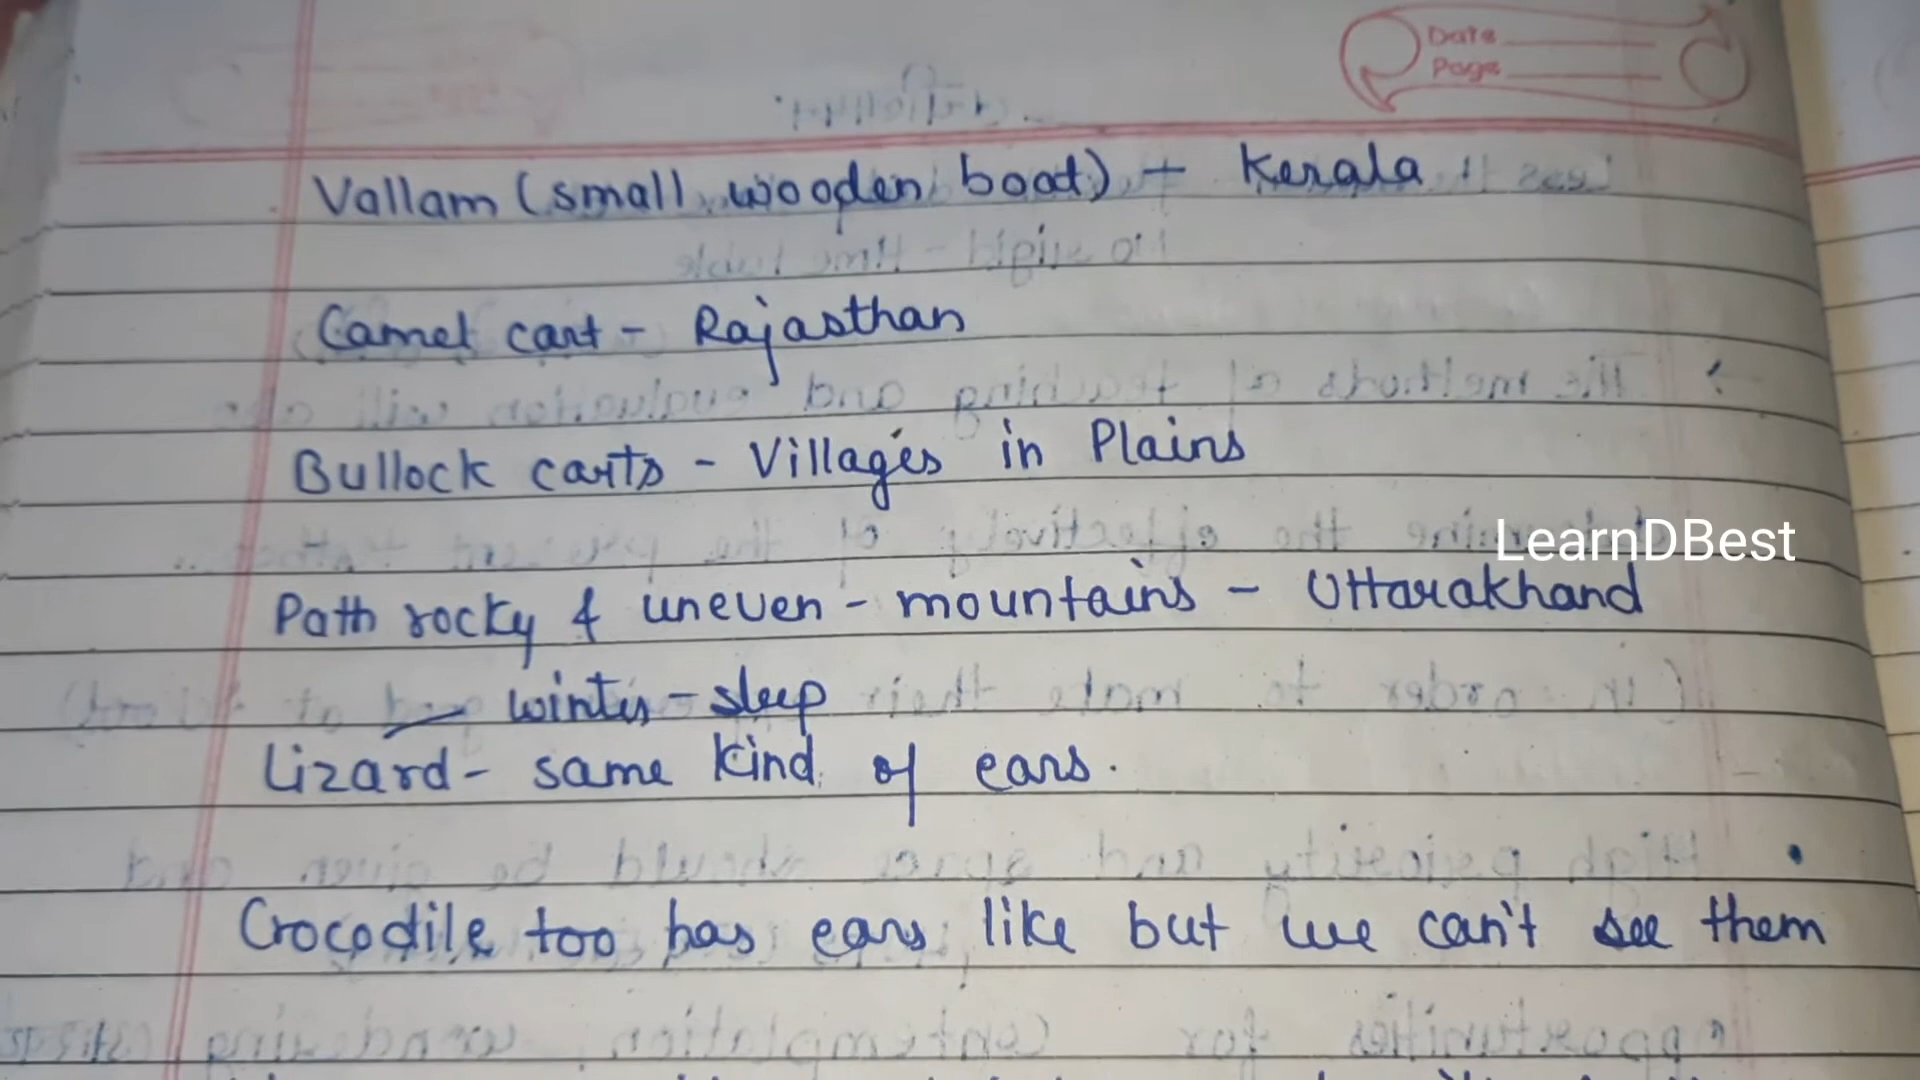 Date
Page
Vallam (small wooden boat) - Kerala
Camel cart - Rajasthan
Bullock carts - Villages in Plains
LearnDBest
Path rocky & uneven - mountains - Uttarakhand
winter - sleep
Lizard - same kind of ears.
Crocodile too has ears like but we can't see them